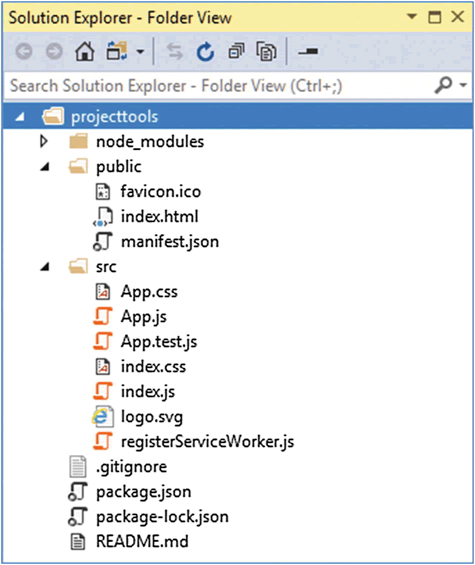 Solution Explorer - Folder View
Search Solution Explorer - Folder View (Ctrl+;)
projecttools
node_modules
public
favicon.ico
index.html
manifest.json
src
App.css
App.js
App.test.js
index.css
index.js
logo.svg
registerServiceWorker.js
.gitignore
package.json
package-lock.json
README.md